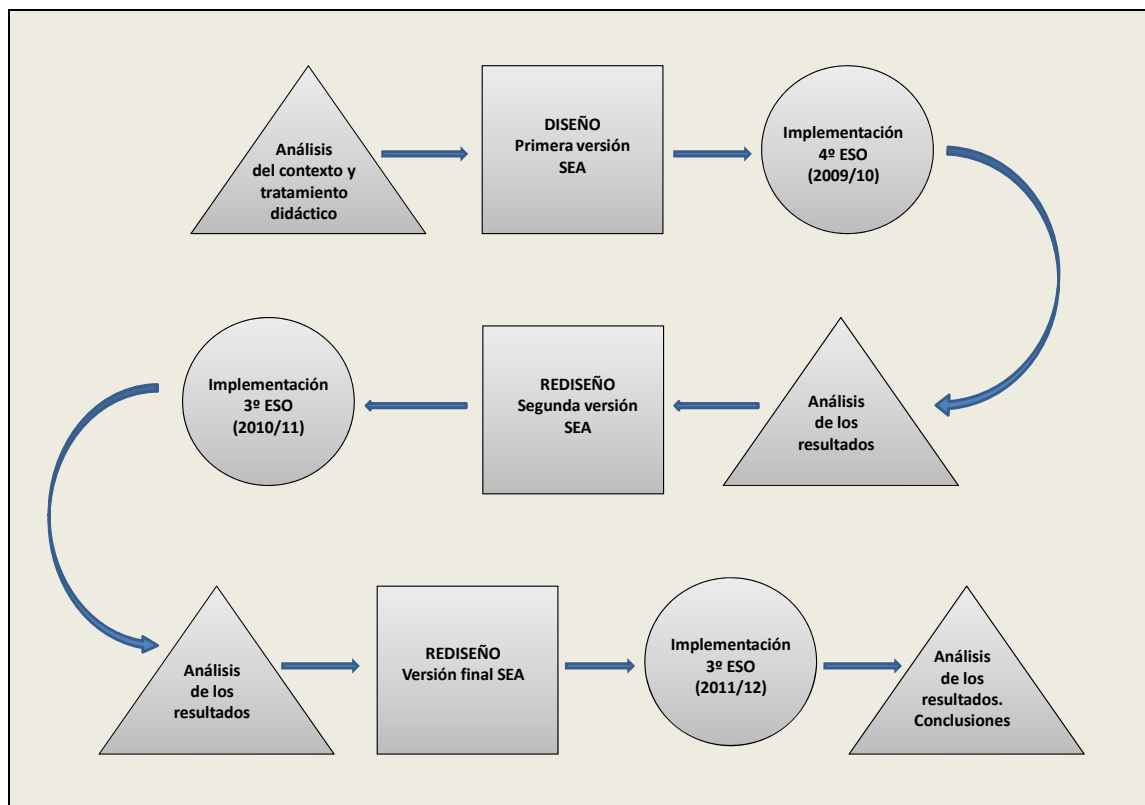 Análisis
del contexto y
tratamiento
didáctico
DISEÑO
Primera versión
SEA
Implementación
4º ESO
(2009/10)
Implementación
3º ESO
(2010/11)
REDISEÑO
Segunda versión
SEA
Análisis
de los
resultados
Análisis
de los
resultados
REDISEÑO
Versión final SEA
Implementación
3º ESO
(2011/12)
Análisis
de los
resultados.
Conclusiones